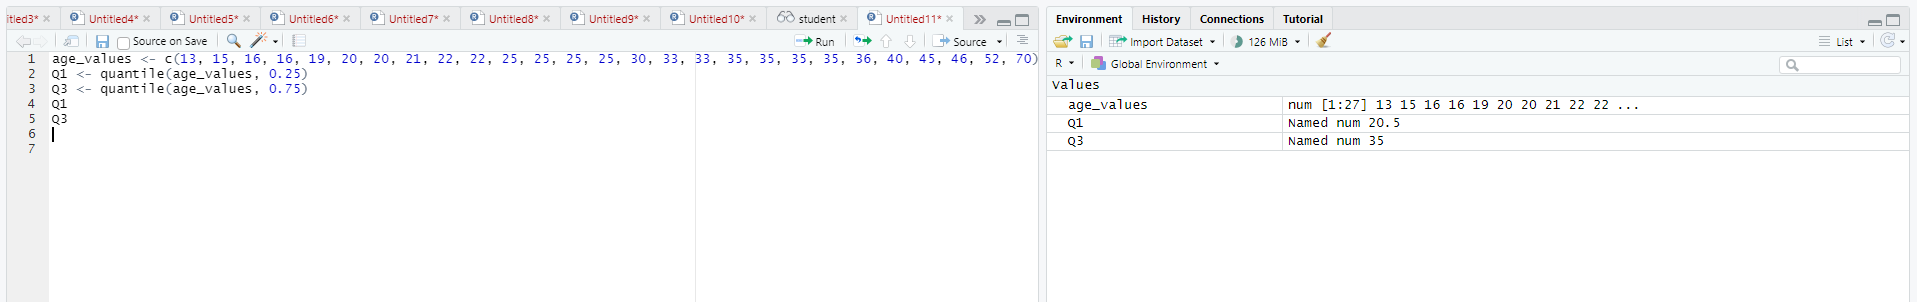 itled3* Untitled4* Untitled5* Untitled6* Untitled7* Untitled8* Untitled9* Untitled10* student Untitled11*
Source on Save Run Source
1 age_values <- c(13, 15, 16, 16, 19, 20, 20, 21, 22, 22, 25, 25, 25, 25, 30, 33, 33, 35, 35, 35, 35, 36, 40, 45, 46, 52, 70)
2 Q1 <- quantile(age_values, 0.25)
3 Q3 <- quantile(age_values, 0.75)
4 Q1
5 Q3
6
7
Environment History Connections Tutorial
Import Dataset 126 MiB List
R Global Environment
Values
age_values num [1:27] 13 15 16 16 19 20 20 21 22 22 ...
Q1 Named num 20.5
Q3 Named num 35